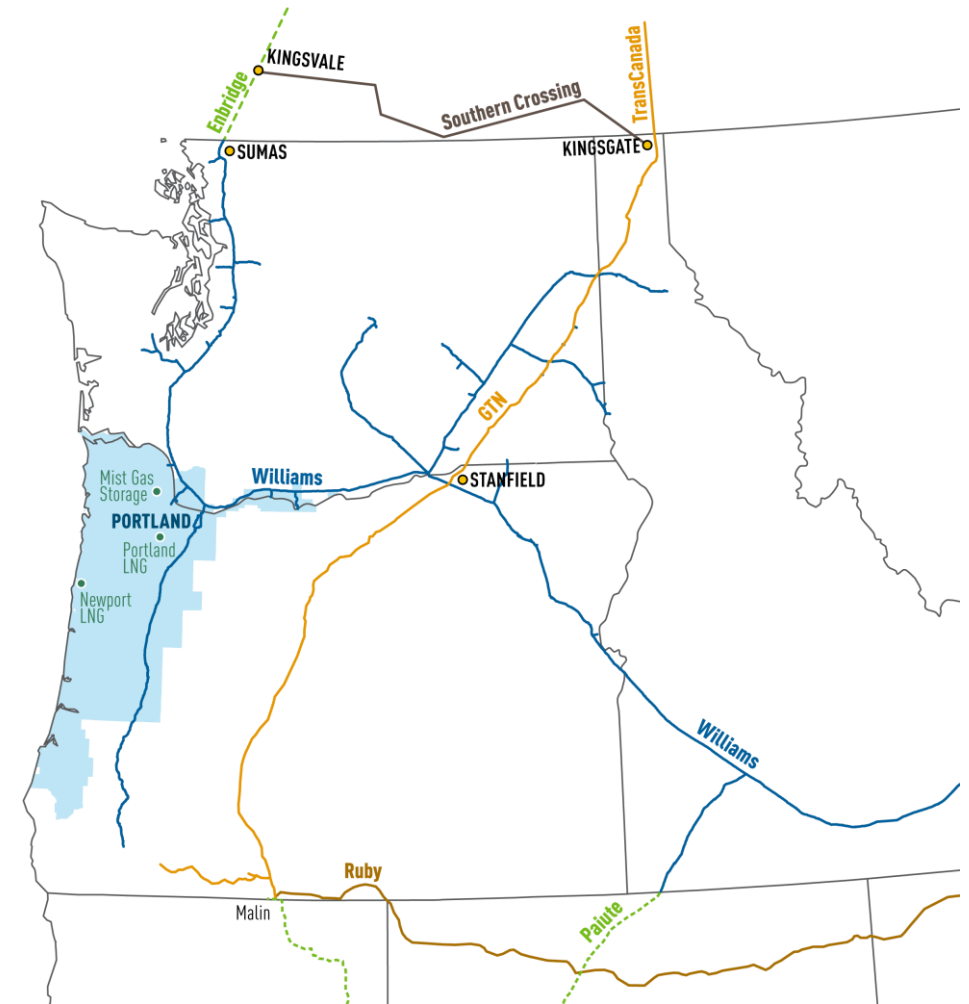 KINGSVALE
Enbridge
Southern Crossing
TransCanada
SUMAS
KINGSGATE
GTN
Williams
STANFIELD
Mist Gas
Storage
PORTLAND
Portland
LNG
Newport
LNG
Williams
Ruby
Malin
Paiute